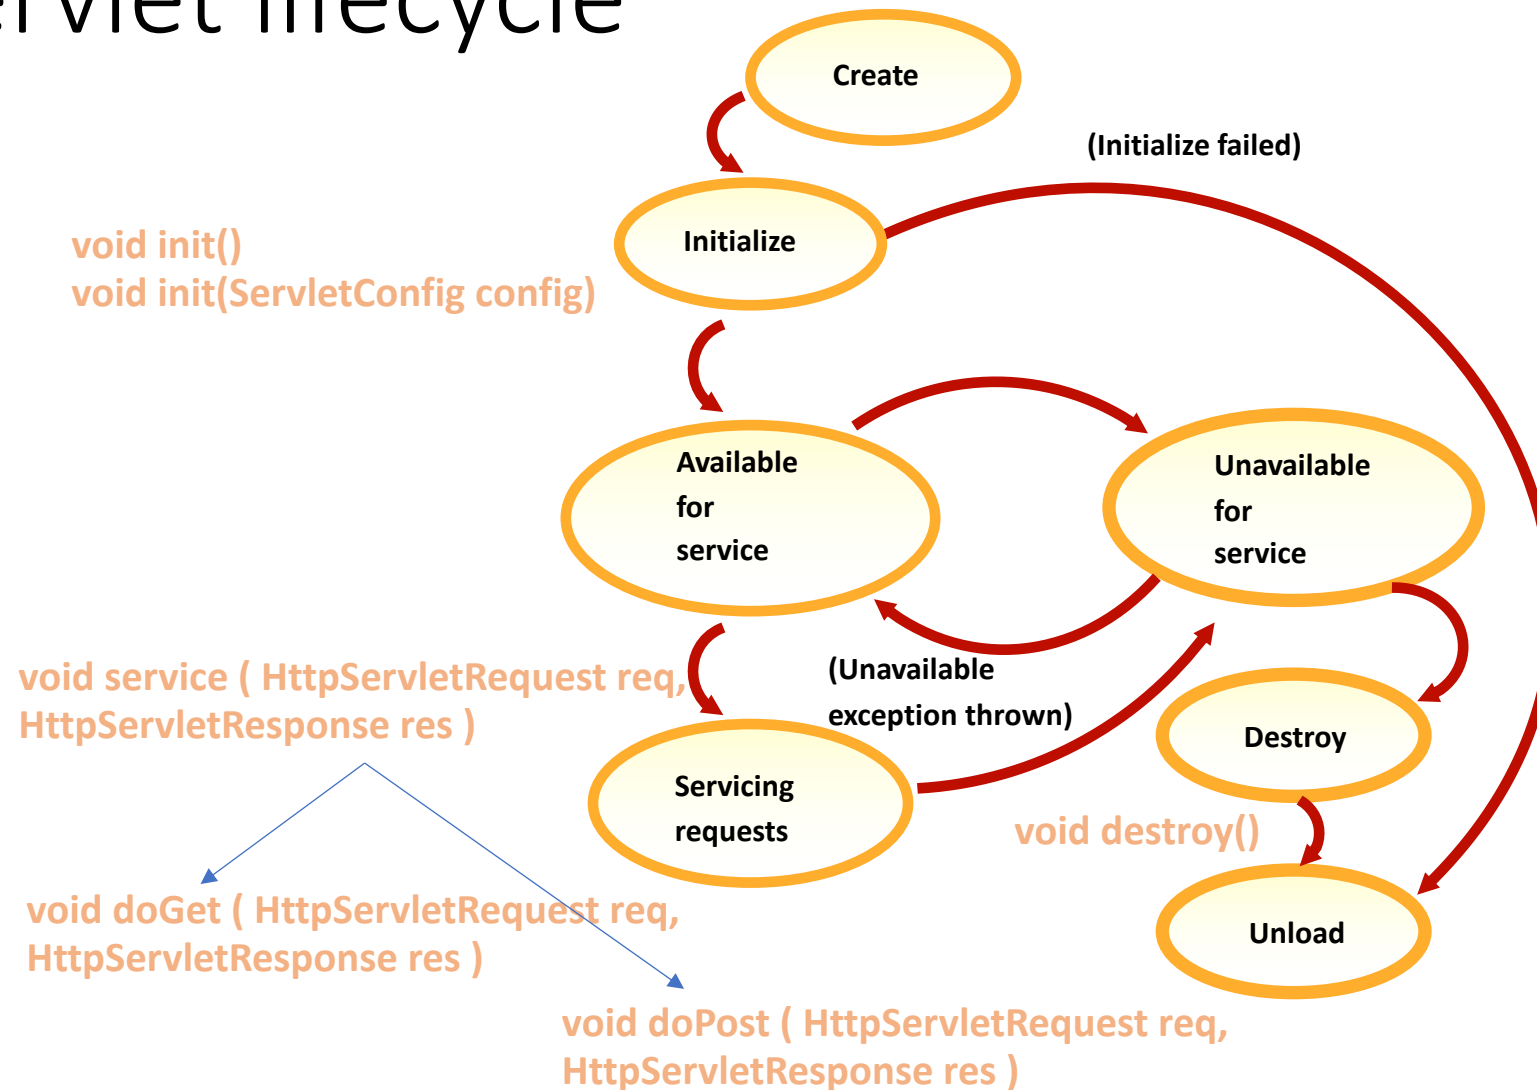 ervlet lifecycle
Create
(Initialize failed)
Initialize
void init()
void init(ServletConfig config)
Available
for
service
Unavailable
for
service
void service ( HttpServletRequest req,
HttpServletResponse res )
(Unavailable
exception thrown)
Destroy
Servicing
requests
void destroy()
void doGet ( HttpServletRequest req,
HttpServletResponse res )
Unload
void doPost ( HttpServletRequest req,
HttpServletResponse res )